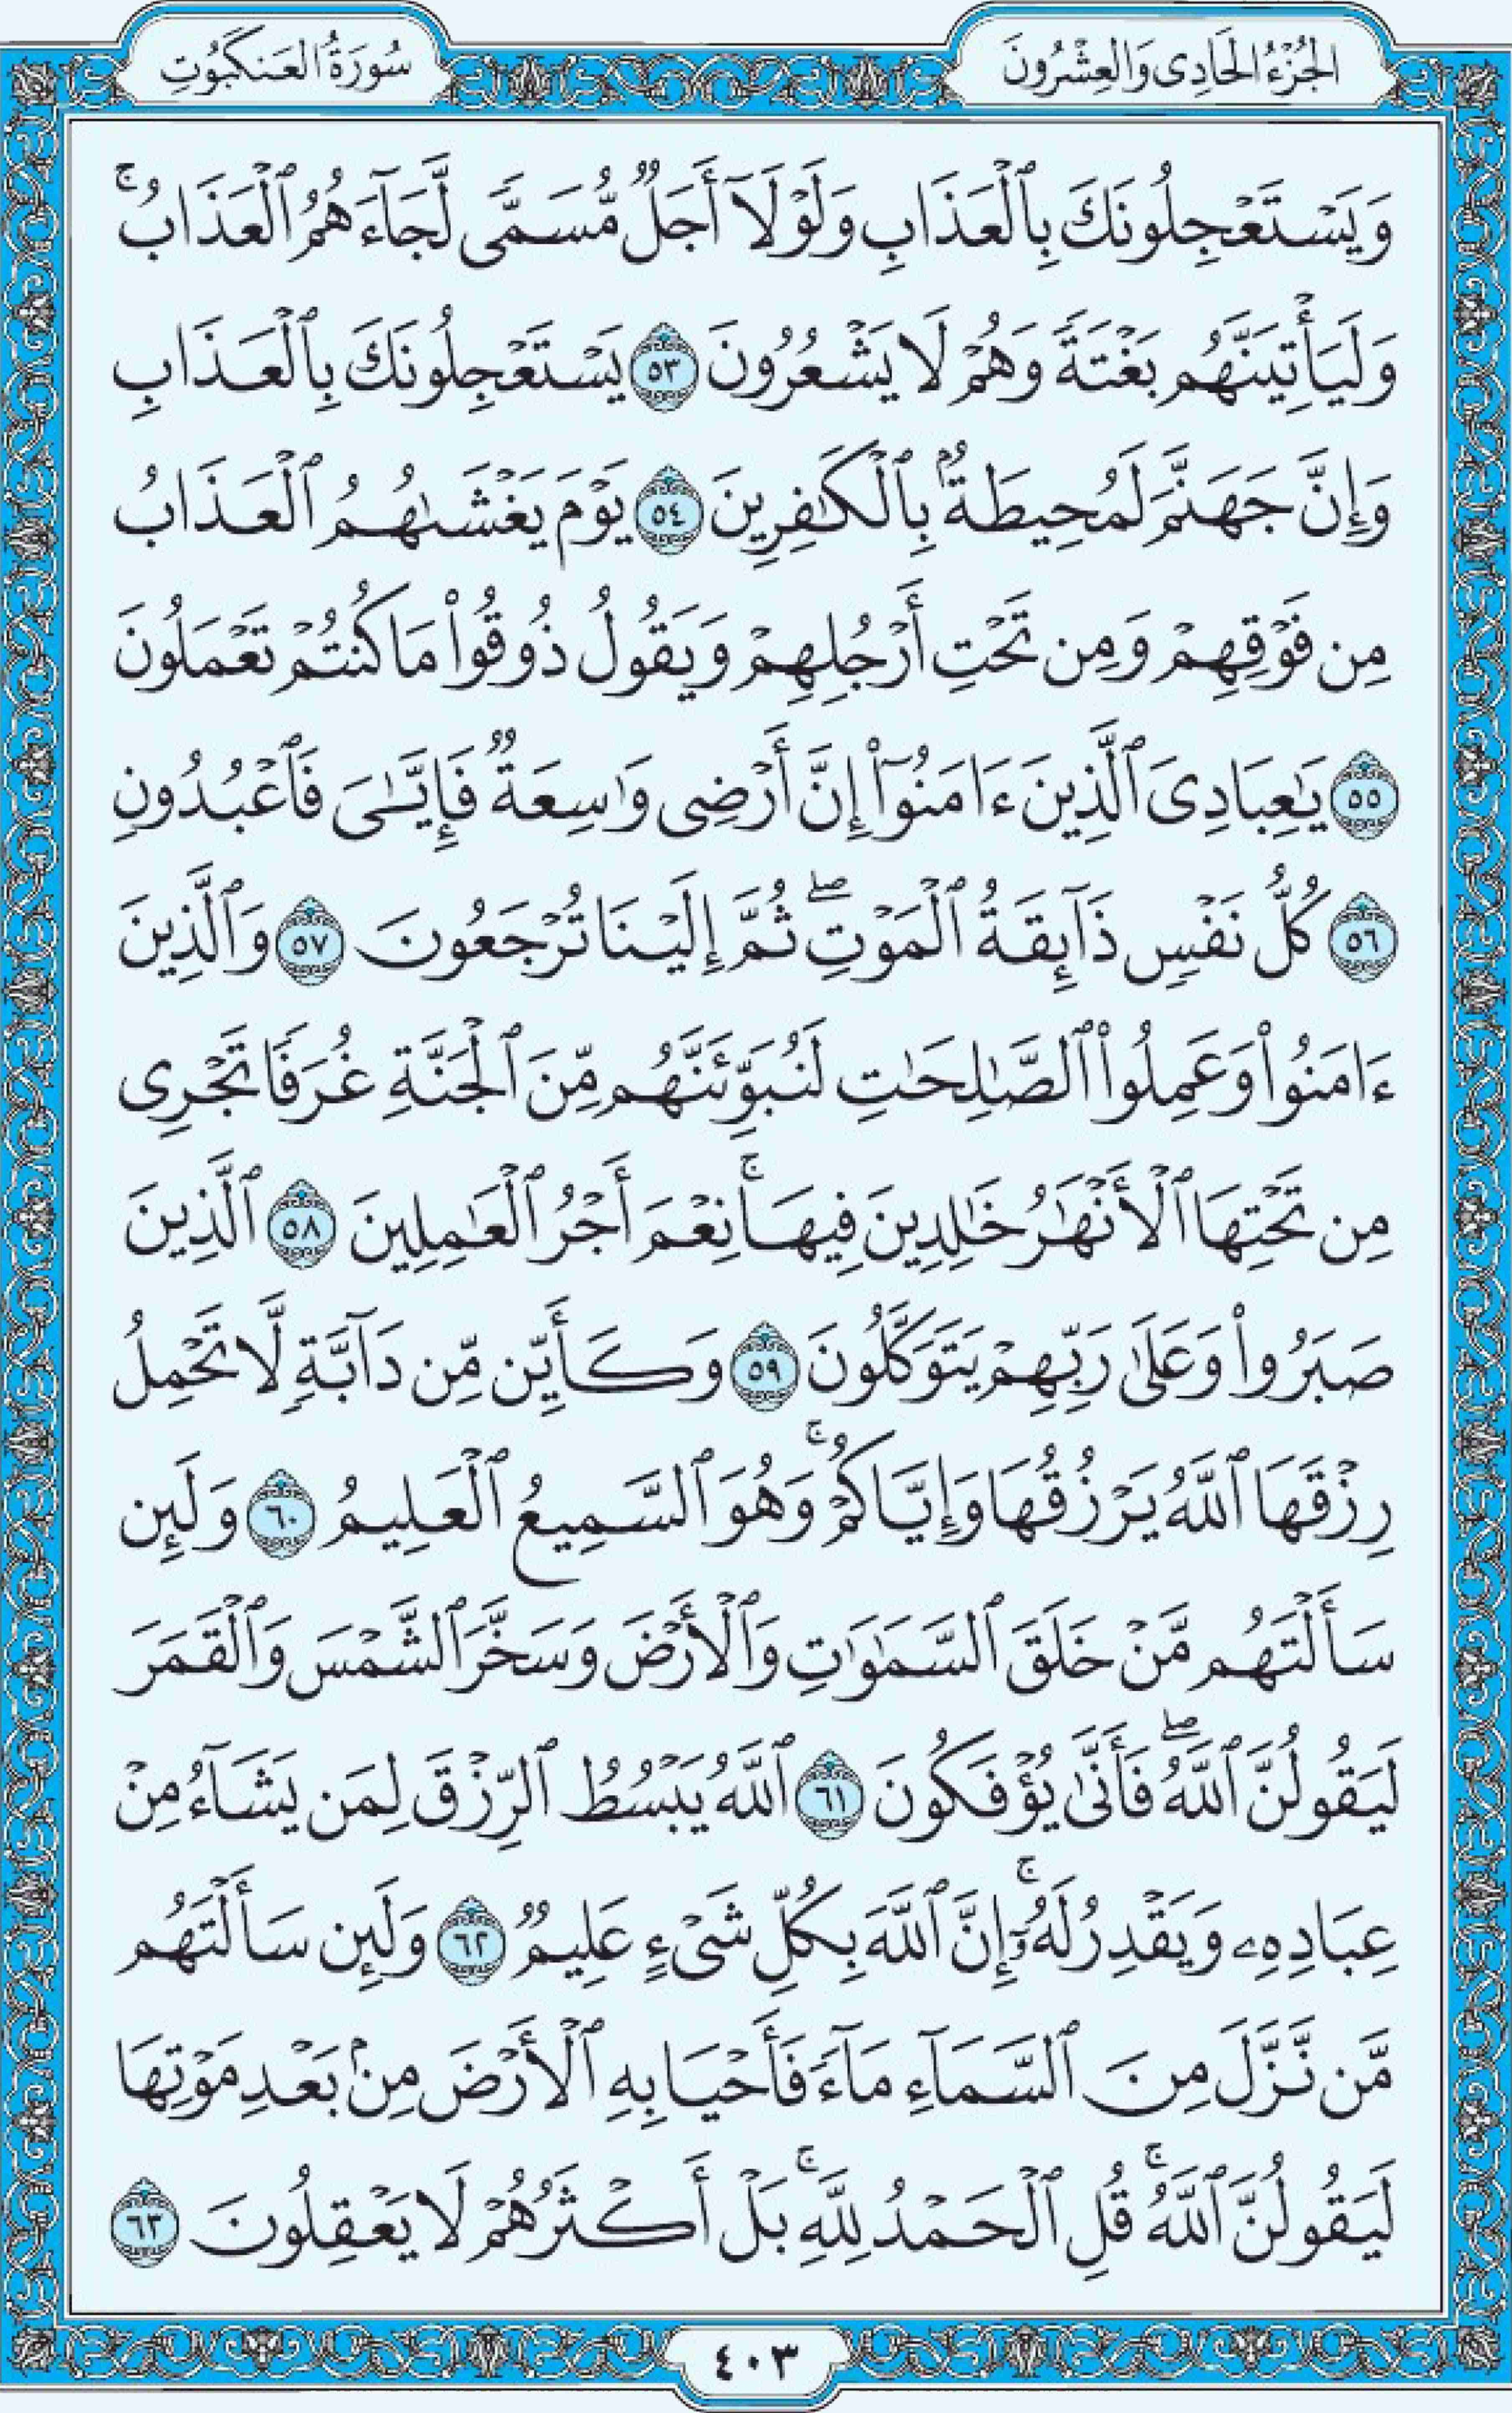 الجُزْءُ الحَادِى وَالعِشْرُونَ
سُورَةُ العَنكَبُوتِ
وَيَسْتَعْجِلُونَكَ بِٱلْعَذَابِ وَلَوْلَآ أَجَلٌ مُّسَمًّى لَّجَآءَهُمُ ٱلْعَذَابُ ۚ
وَلَيَأْتِيَنَّهُم بَغْتَةً وَهُمْ لَا يَشْعُرُونَ ٥٣ يَسْتَعْجِلُونَكَ بِٱلْعَذَابِ
وَإِنَّ جَهَنَّمَ لَمُحِيطَةٌۢ بِٱلْكَٰفِرِينَ ٥٤ يَوْمَ يَغْشَىٰهُمُ ٱلْعَذَابُ
مِن فَوْقِهِمْ وَمِن تَحْتِ أَرْجُلِهِمْ وَيَقُولُ ذُوقُوا۟ مَا كُنتُمْ تَعْمَلُونَ
٥٥ يَٰعِبَادِىَ ٱلَّذِينَ ءَامَنُوٓا۟ إِنَّ أَرْضِى وَٰسِعَةٌ فَإِيَّٰىَ فَٱعْبُدُونِ
٥٦ كُلُّ نَفْسٍ ذَآئِقَةُ ٱلْمَوْتِ ۖ ثُمَّ إِلَيْنَا تُرْجَعُونَ ٥٧ وَٱلَّذِينَ
ءَامَنُوا۟ وَعَمِلُوا۟ ٱلصَّٰلِحَٰتِ لَنُبَوِّئَنَّهُم مِّنَ ٱلْجَنَّةِ غُرَفًا تَجْرِى
مِن تَحْتِهَا ٱلْأَنْهَٰرُ خَٰلِدِينَ فِيهَا ۚ نِعْمَ أَجْرُ ٱلْعَٰمِلِينَ ٥٨ ٱلَّذِينَ
صَبَرُوا۟ وَعَلَىٰ رَبِّهِمْ يَتَوَكَّلُونَ ٥٩ وَكَأَيِّن مِّن دَآبَّةٍ لَّا تَحْمِلُ
رِزْقَهَا ٱللَّهُ يَرْزُقُهَا وَإِيَّاكُمْ ۚ وَهُوَ ٱلسَّمِيعُ ٱلْعَلِيمُ ٦٠ وَلَئِن
سَأَلْتَهُم مَّنْ خَلَقَ ٱلسَّمَٰوَٰتِ وَٱلْأَرْضَ وَسَخَّرَ ٱلشَّمْسَ وَٱلْقَمَرَ
لَيَقُولُنَّ ٱللَّهُ ۖ فَأَنَّىٰ يُؤْفَكُونَ ٦١ ٱللَّهُ يَبْسُطُ ٱلرِّزْقَ لِمَن يَشَآءُ مِنْ
عِبَادِهِۦ وَيَقْدِرُ لَهُۥٓ ۚ إِنَّ ٱللَّهَ بِكُلِّ شَىْءٍ عَلِيمٌ ٦٢ وَلَئِن سَأَلْتَهُم
مَّن نَّزَّلَ مِنَ ٱلسَّمَآءِ مَآءً فَأَحْيَا بِهِ ٱلْأَرْضَ مِنۢ بَعْدِ مَوْتِهَا
لَيَقُولُنَّ ٱللَّهُ ۚ قُلِ ٱلْحَمْدُ لِلَّهِ ۚ بَلْ أَكْثَرُهُمْ لَا يَعْقِلُونَ ٦٣
٤٠٣